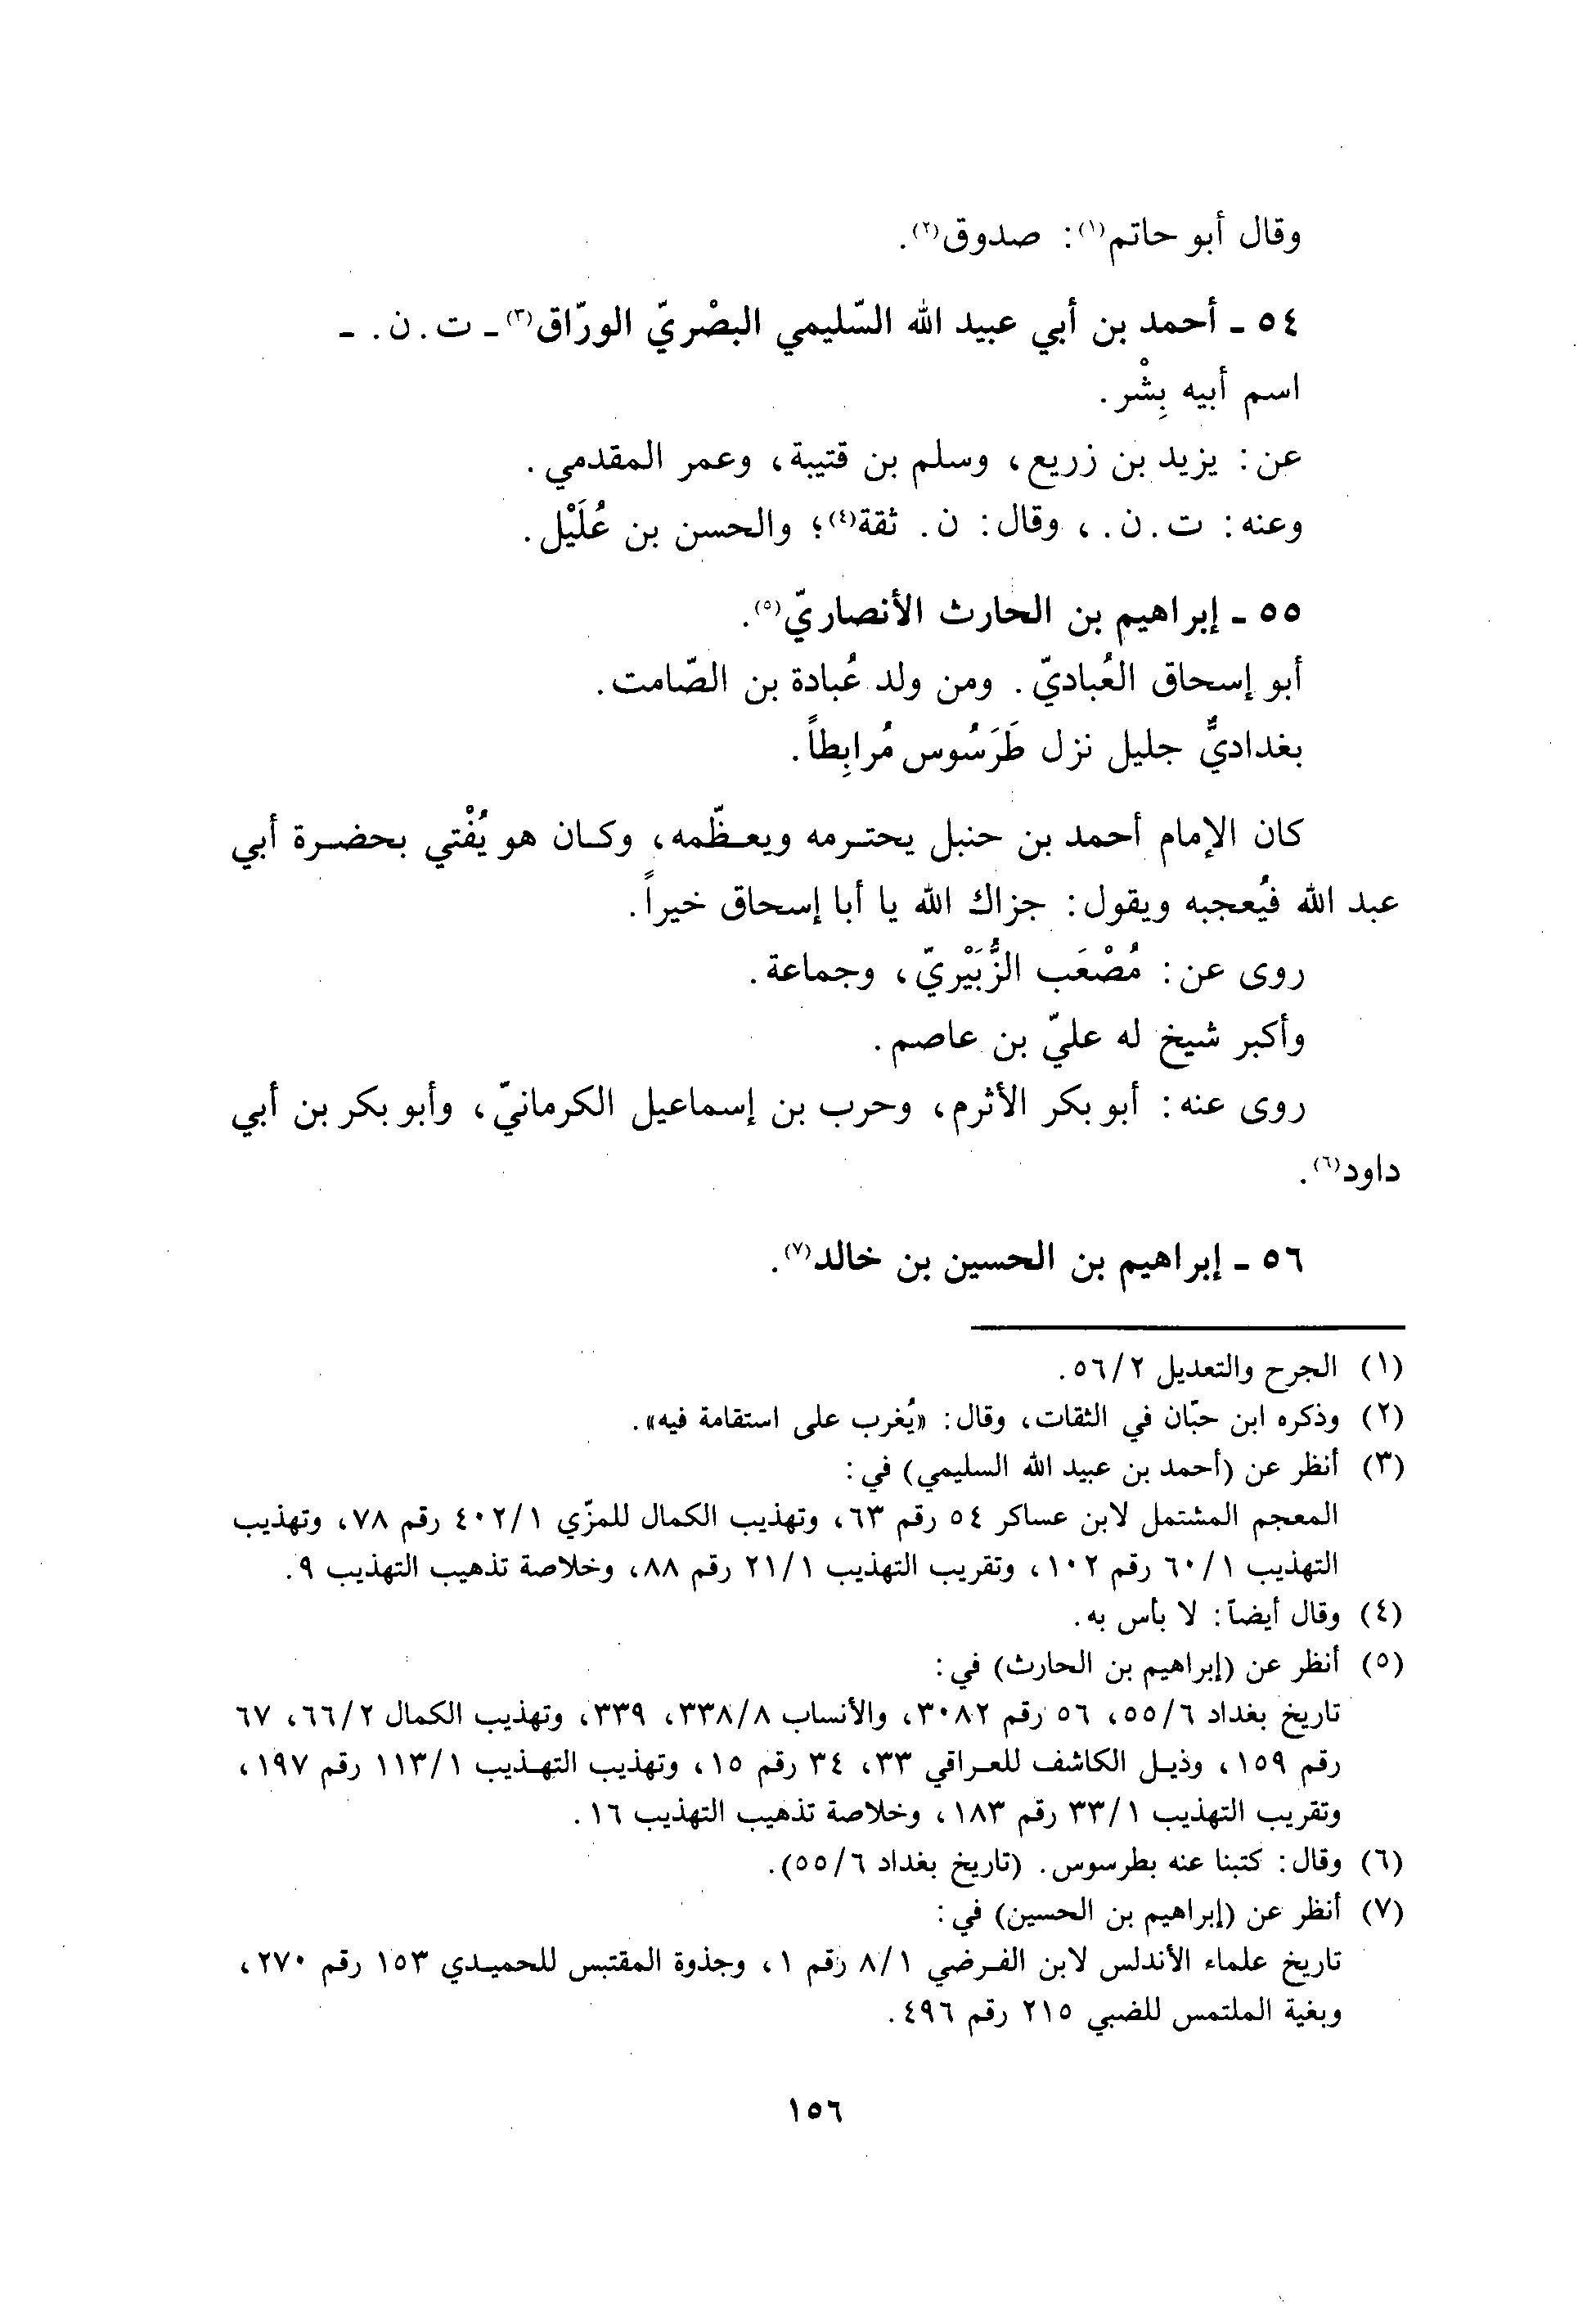 وقال أبو حاتم(١): صدوق(٢).
٥٤ ـ أحمد بن أبي عبيد الله السّليمي البصْريّ الورّاق(٣) ـ ت. ن. ـ
اسم أبيه بِشْر.
عن: يزيد بن زريع، وسلم بن قتيبة، وعمر المقدمي.
وعنه: ت. ن.، وقال: ن. ثقة(٤)؛ والحسن بن عُلَيْل.
٥٥ ـ إبراهيم بن الحارث الأنصاريّ(٥).
أبو إسحاق العُباديّ. ومن ولد عُبادة بن الصّامت.
بغداديٌّ جليل نزل طَرَسُوس مُرابِطاً.
كان الإمام أحمد بن حنبل يحترمه ويعظّمه، وكان هو يُفْتي بحضرة أبي
عبد الله فيُعجبه ويقول: جزاك الله يا أبا إسحاق خيراً.
روى عن: مُصْعَب الزُّبَيْريّ، وجماعة.
وأكبر شيخ له عليّ بن عاصم.
روى عنه: أبو بكر الأثرم، وحرب بن إسماعيل الكرمانيّ، وأبو بكر بن أبي
داود(٦).
٥٦ ـ إبراهيم بن الحسين بن خالد(٧).
(١) الجرح والتعديل ٥٦/٢.
(٢) وذكره ابن حبّان في الثقات، وقال: «يُغرب على استقامة فيه».
(٣) أنظر عن (أحمد بن عبيد الله السليمي) في:
المعجم المشتمل لابن عساكر ٥٤ رقم ٦٣، وتهذيب الكمال للمزّي ٤٠٢/١ رقم ٧٨، وتهذيب
التهذيب ٦٠/١ رقم ١٠٢، وتقريب التهذيب ٢١/١ رقم ٨٨، وخلاصة تذهيب التهذيب ٩.
(٤) وقال أيضاً: لا بأس به.
(٥) أنظر عن (إبراهيم بن الحارث) في:
تاريخ بغداد ٥٥/٦، ٥٦ رقم ٣٠٨٢، والأنساب ٣٣٨/٨، ٣٣٩، وتهذيب الكمال ٦٦/٢، ٦٧
رقم ١٥٩، وذيل الكاشف للعراقي ٣٣، ٣٤ رقم ١٥، وتهذيب التهذيب ١١٣/١ رقم ١٩٧،
وتقريب التهذيب ٣٣/١ رقم ١٨٣، وخلاصة تذهيب التهذيب ١٦.
(٦) وقال: كتبنا عنه بطرسوس. (تاريخ بغداد ٥٥/٦).
(٧) أنظر عن (إبراهيم بن الحسين) في:
تاريخ علماء الأندلس لابن الفرضي ٨/١ رقم ١، وجذوة المقتبس للحميدي ١٥٣ رقم ٢٧٠،
وبغية الملتمس للضبي ٢١٥ رقم ٤٩٦.
١٥٦